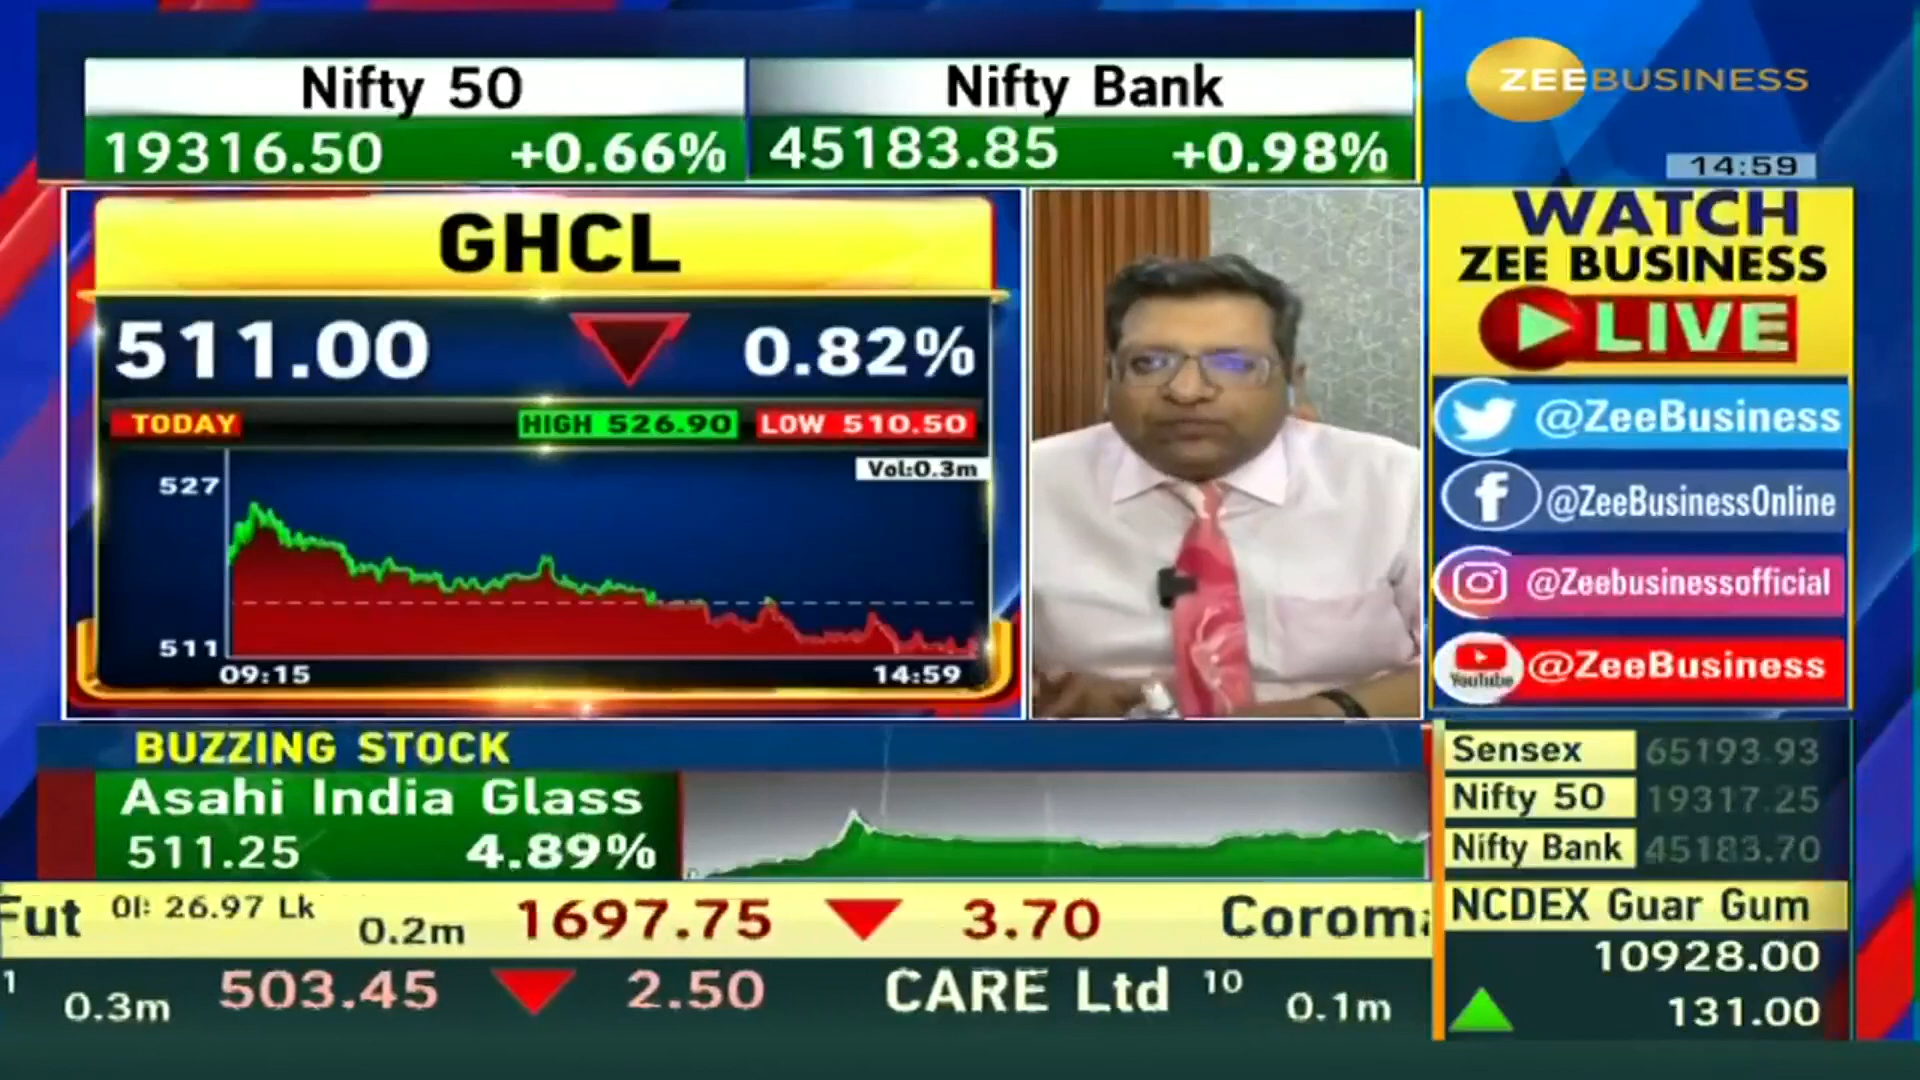 Nifty 50
19316.50 +0.66%
Nifty Bank
45183.85 +0.98%
ZEEBUSINESS
14:59
GHCL
511.00 0.82%
TODAY HIGH 526.90 LOW 510.50
Vol:0.3m
527
511
09:15 14:59
WATCH
ZEE BUSINESS
LIVE
@ZeeBusiness
@ZeeBusinessOnline
@Zeebusinessofficial
YouTube @ZeeBusiness
BUZZING STOCK
Asahi India Glass
511.25 4.89%
Sensex 65193.93
Nifty 50 19317.25
Nifty Bank 45183.70
NCDEX Guar Gum
10928.00
131.00
Fut OI: 26.97 Lk 0.2m 1697.75 3.70 Coroma
1 0.3m 503.45 2.50 CARE Ltd 10 0.1m